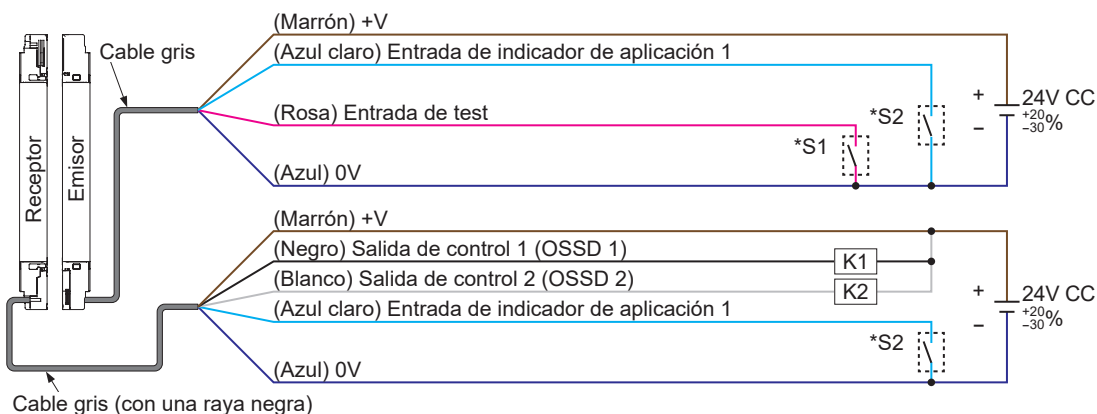 (Marrón) +V
Cable gris
(Azul claro) Entrada de indicador de aplicación 1
(Rosa) Entrada de test
*S1
*S2
+
−
24V CC
+20
−30 %
(Azul) 0V
Receptor
Emisor
(Marrón) +V
(Negro) Salida de control 1 (OSSD 1)
K1
(Blanco) Salida de control 2 (OSSD 2)
K2
(Azul claro) Entrada de indicador de aplicación 1
*S2
+
−
24V CC
+20
−30 %
(Azul) 0V
Cable gris (con una raya negra)